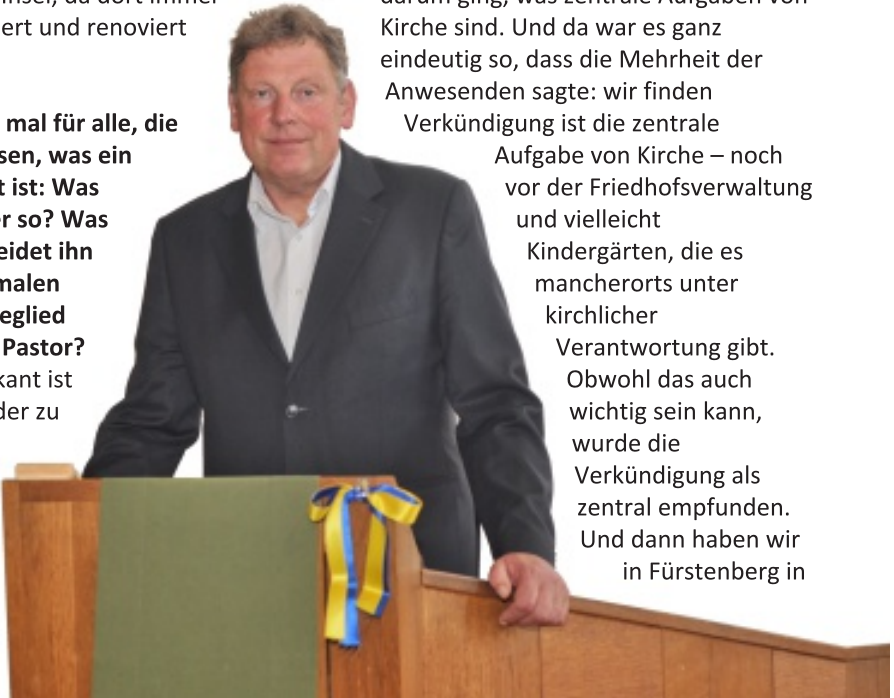 ert und renoviert
mal für alle, die
sen, was ein
t ist: Was
er so? Was
eidet ihn
malen
eglied
Pastor?
kant ist
der zu
Kirche sind. Und da war es ganz
eindeutig so, dass die Mehrheit der
Anwesenden sagte: wir finden
Verkündigung ist die zentrale
Aufgabe von Kirche – noch
vor der Friedhofsverwaltung
und vielleicht
Kindergärten, die es
mancherorts unter
kirchlicher
Verantwortung gibt.
Obwohl das auch
wichtig sein kann,
wurde die
Verkündigung als
zentral empfunden.
Und dann haben wir
in Fürstenberg in